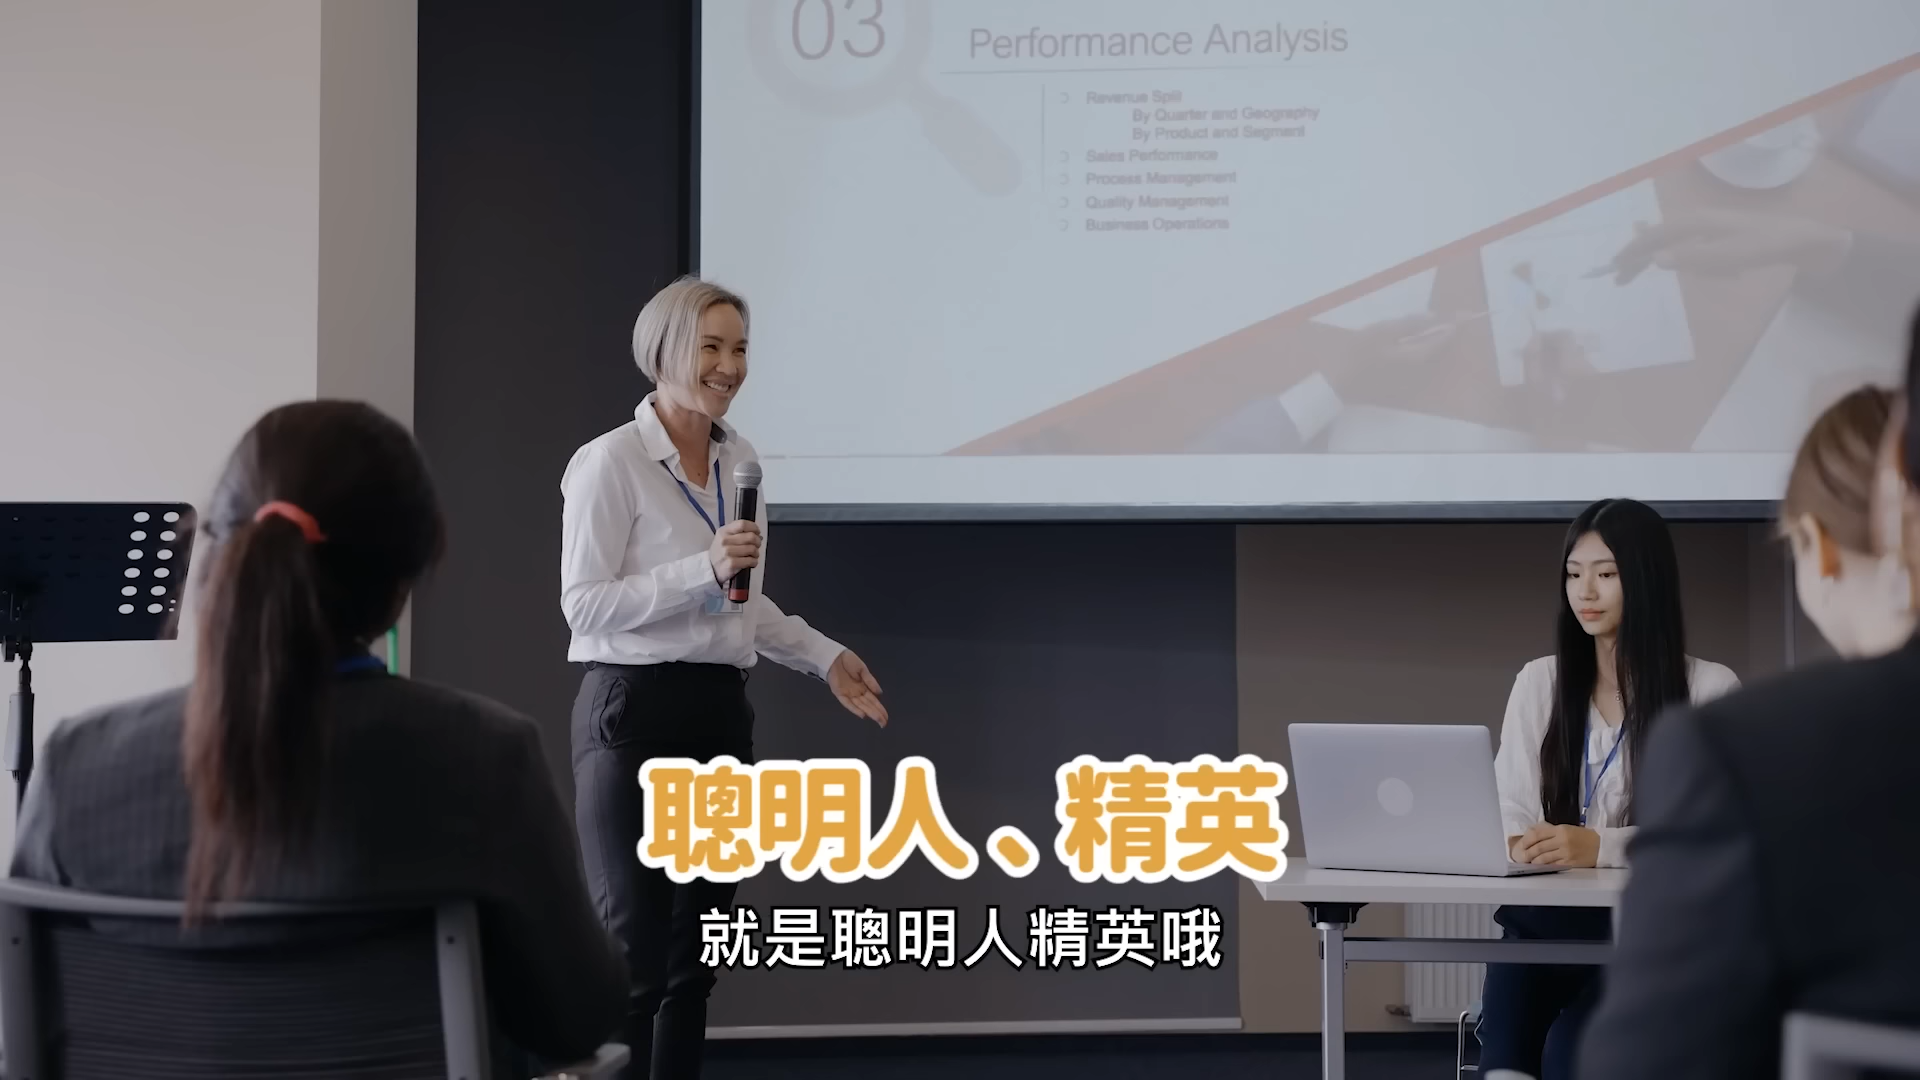 03
Performance Analysis
Revenue Split
By Quarter and Geography
By Product and Segment
Sales Performance
Process Management
Quality Management
Business Operations
聰明人、精英
就是聰明人精英哦